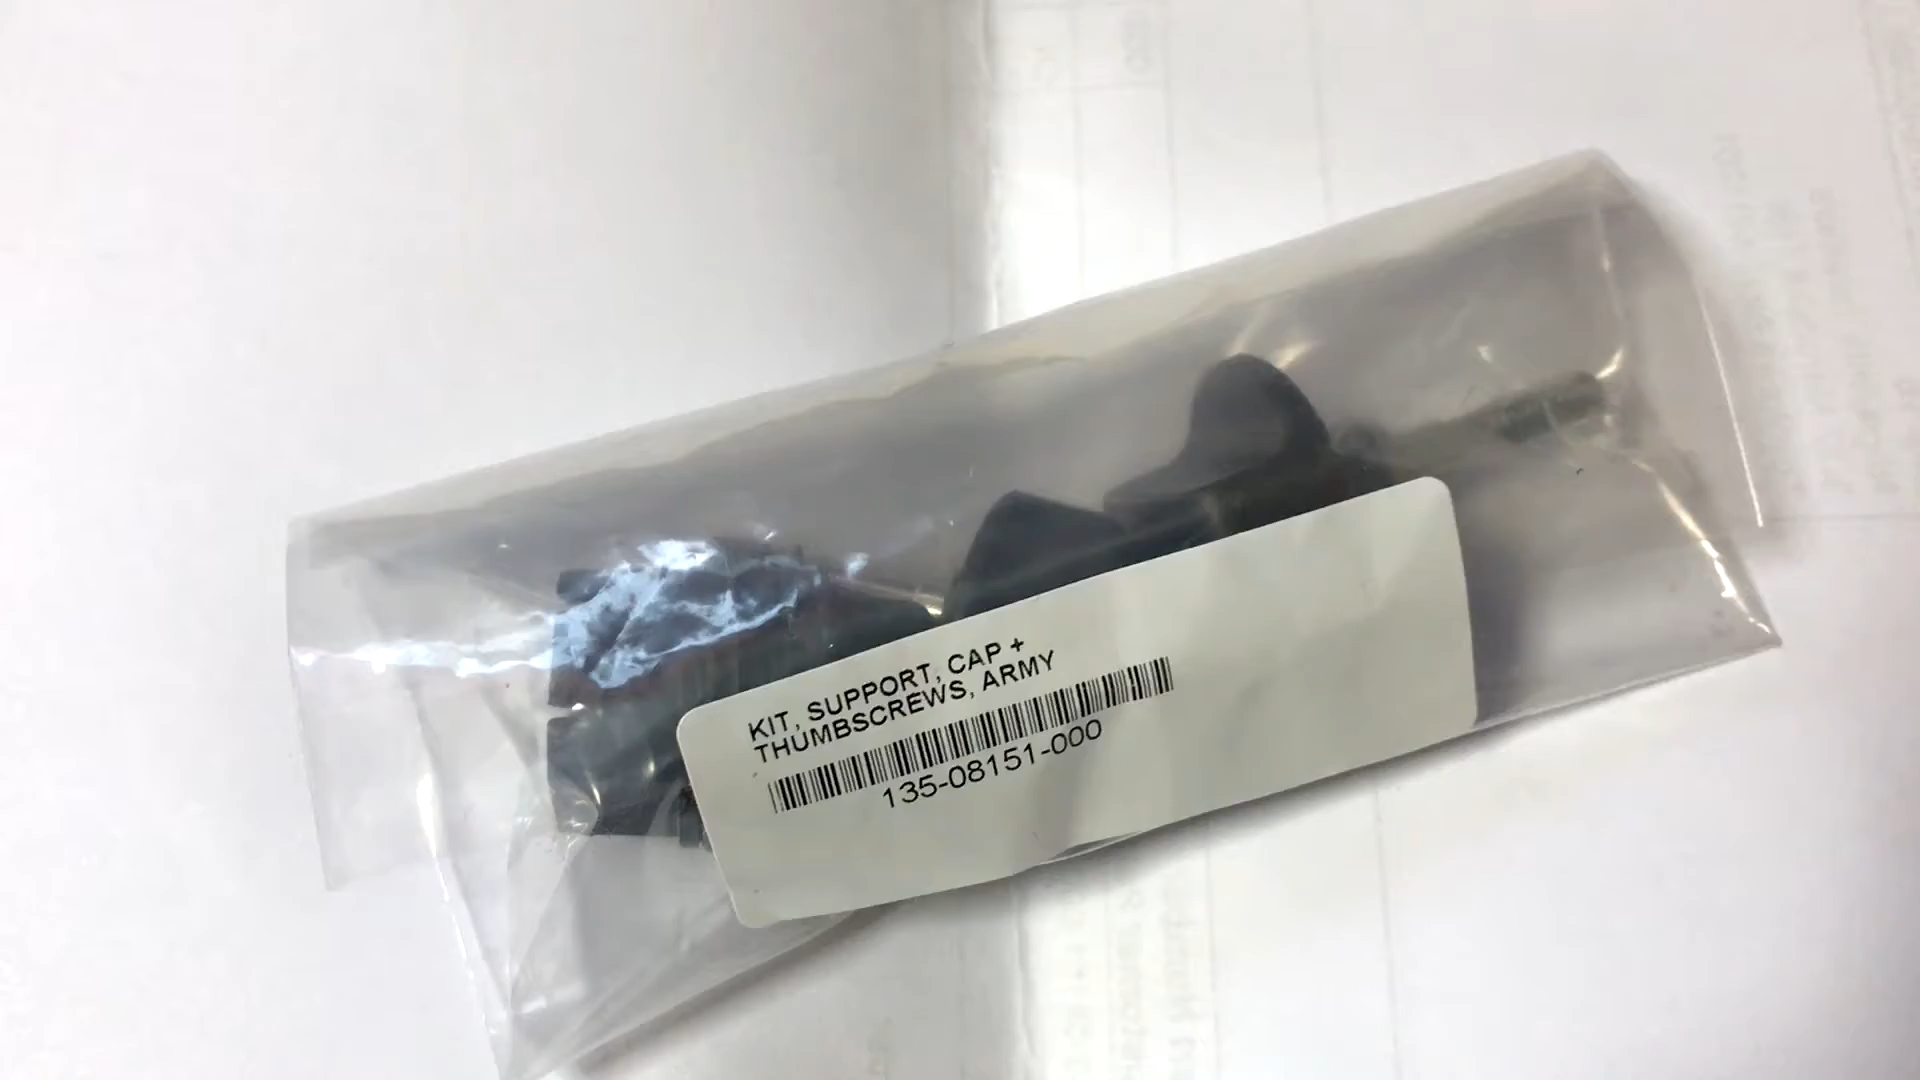 KIT, SUPPORT, CAP +
THUMBSCREWS, ARMY
135-08151-000